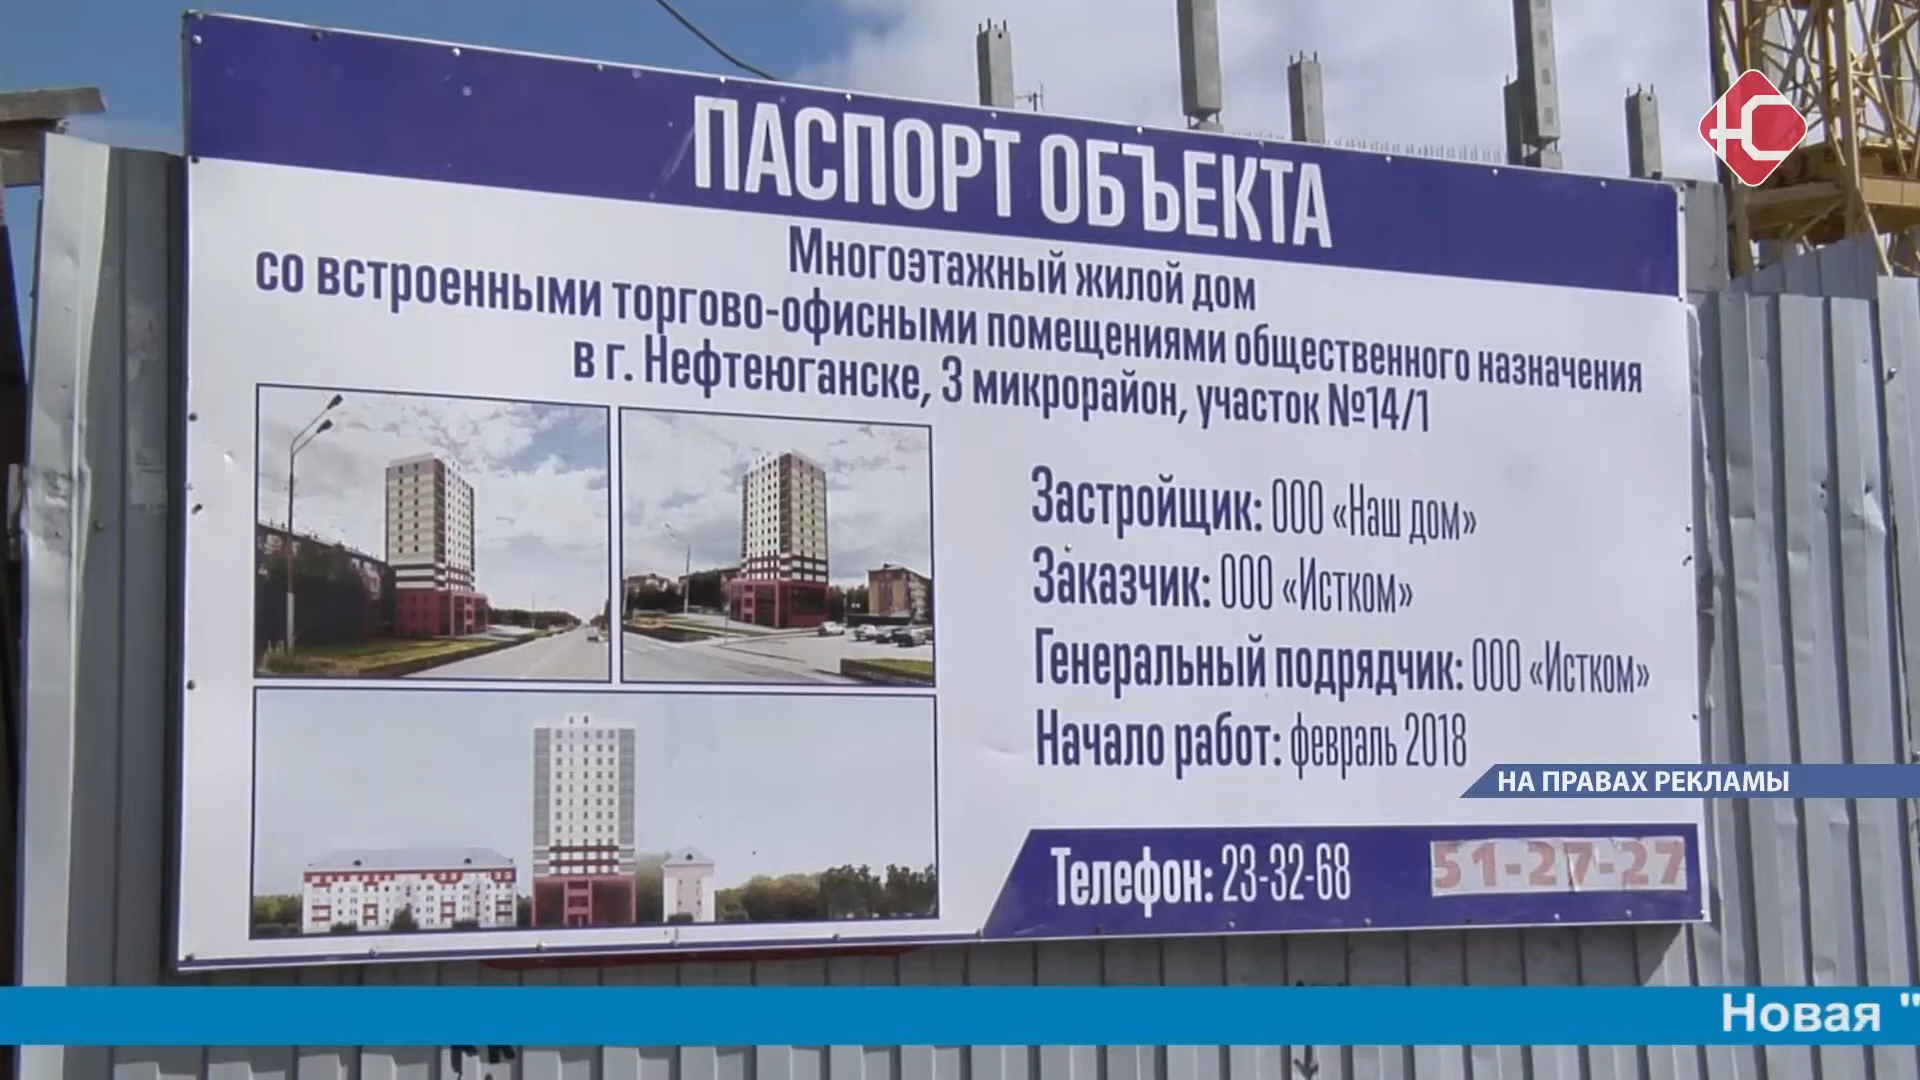 ПАСПОРТ ОБЪЕКТА
Многоэтажный жилой дом
со встроенными торгово-офисными помещениями общественного назначения
в г. Нефтеюганске, 3 микрорайон, участок №14/1
Застройщик: ООО «Наш дом»
Заказчик: ООО «Истком»
Генеральный подрядчик: ООО «Истком»
Начало работ: февраль 2018
НА ПРАВАХ РЕКЛАМЫ
Телефон: 23-32-68 51-27-27
Новая "